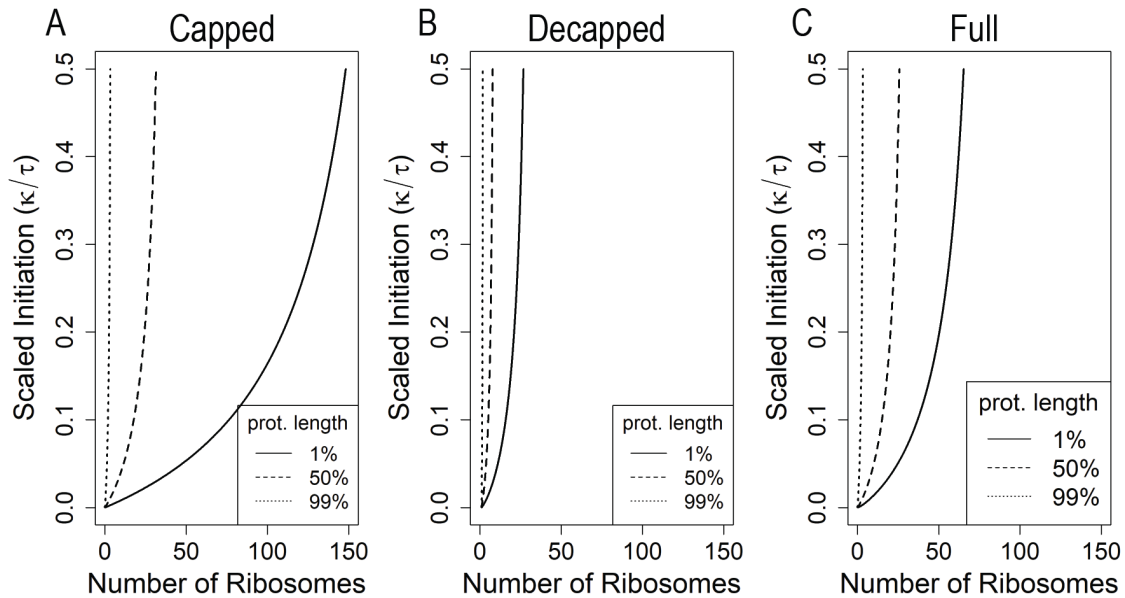 A
Capped
Scaled Initiation (κ/τ)
0.5
0.4
0.3
0.2
0.1
0.0
prot. length
1%
50%
99%
0 50 100 150
Number of Ribosomes
B
Decapped
Scaled Initiation (κ/τ)
0.5
0.4
0.3
0.2
0.1
0.0
prot. length
1%
50%
99%
0 50 100 150
Number of Ribosomes
C
Full
Scaled Initiation (κ/τ)
0.5
0.4
0.3
0.2
0.1
0.0
prot. length
1%
50%
99%
0 50 100 150
Number of Ribosomes